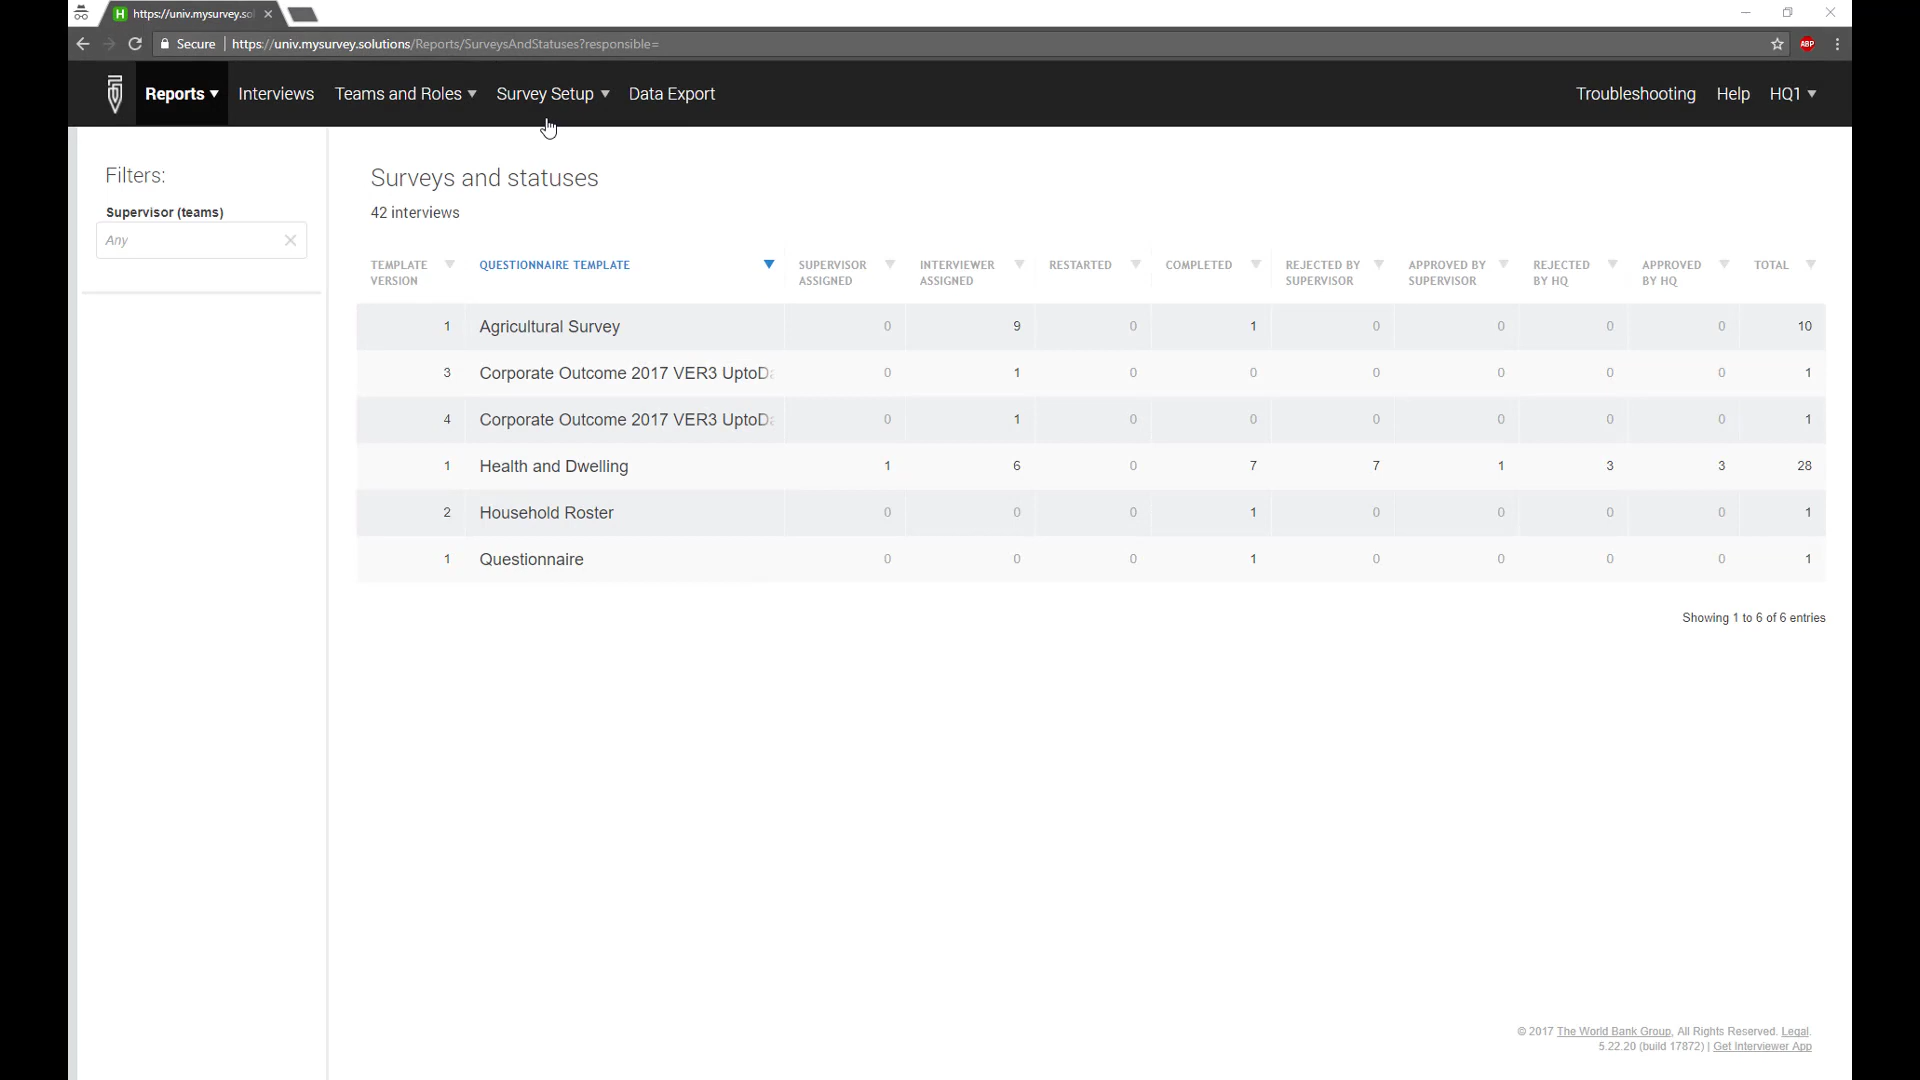 H https://univ.mysurvey.so
Secure https://univ.mysurvey.solutions/Reports/SurveysAndStatuses?responsible= ABP
Reports Interviews Teams and Roles Survey Setup Data Export Troubleshooting Help HQ1
Filters:
Supervisor (teams)
Any
Surveys and statuses
42 interviews
TEMPLATE VERSION QUESTIONNAIRE TEMPLATE SUPERVISOR ASSIGNED INTERVIEWER ASSIGNED RESTARTED COMPLETED REJECTED BY SUPERVISOR APPROVED BY SUPERVISOR REJECTED BY HQ APPROVED BY HQ TOTAL
1 Agricultural Survey 0 9 0 1 0 0 0 0 10
3 Corporate Outcome 2017 VER3 UptoDa 0 1 0 0 0 0 0 0 1
4 Corporate Outcome 2017 VER3 UptoDa 0 1 0 0 0 0 0 0 1
1 Health and Dwelling 1 6 0 7 7 1 3 3 28
2 Household Roster 0 0 0 1 0 0 0 0 1
1 Questionnaire 0 0 0 1 0 0 0 0 1
Showing 1 to 6 of 6 entries
© 2017 The World Bank Group, All Rights Reserved. Legal.
5.22.20 (build 17872) | Get Interviewer App